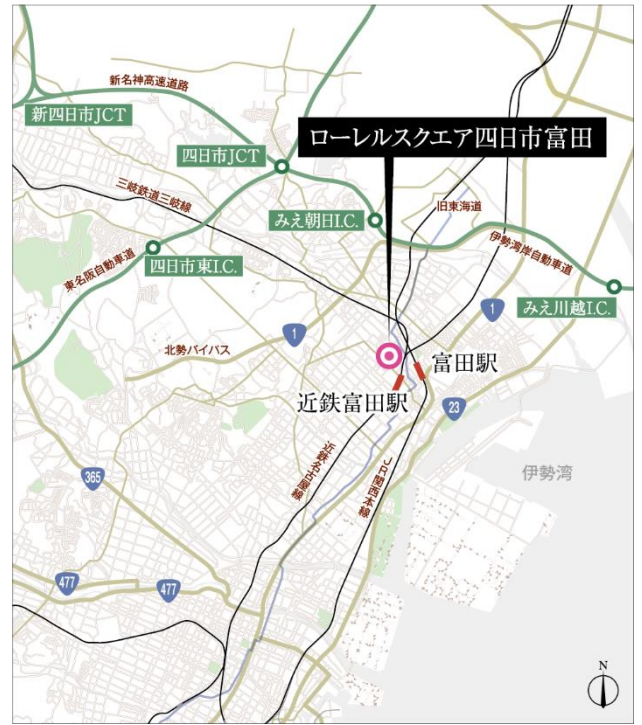 新名神高速道路
新四日市JCT
四日市JCT
ローレルスクエア四日市富田
三岐鉄道三岐線
旧東海道
みえ朝日I.C.
伊勢湾岸自動車道
東名阪自動車道
四日市東I.C.
みえ川越I.C.
1
1
北勢バイパス
富田駅
近鉄富田駅
23
近鉄名古屋線
JR関西本線
伊勢湾
365
477
477
N